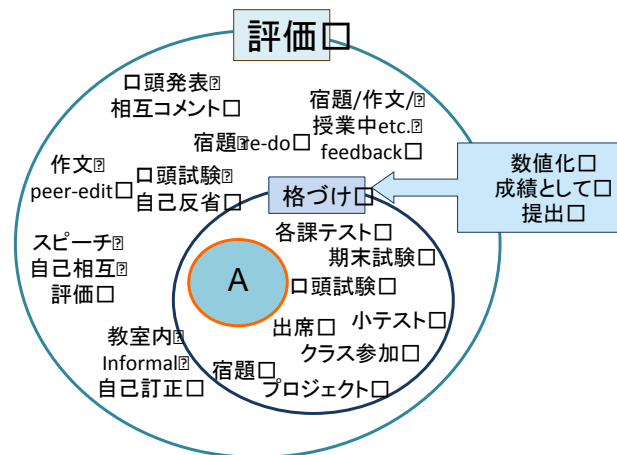 評価
口頭発表
相互コメント
宿題/作文/
授業中etc.
feedback
宿題re-do
作文
peer-edit
口頭試験
自己反省
数値化
成績として
提出
格づけ
各課テスト
期末試験
スピーチ
自己相互
評価
A
口頭試験
出席
小テスト
クラス参加
教室内
Informal
自己訂正
宿題
プロジェクト